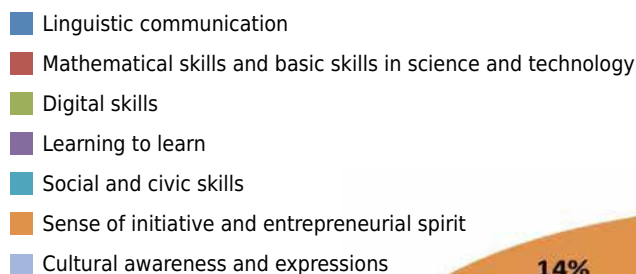 Linguistic communication
Mathematical skills and basic skills in science and technology
Digital skills
Learning to learn
Social and civic skills
Sense of initiative and entrepreneurial spirit
Cultural awareness and expressions
14%